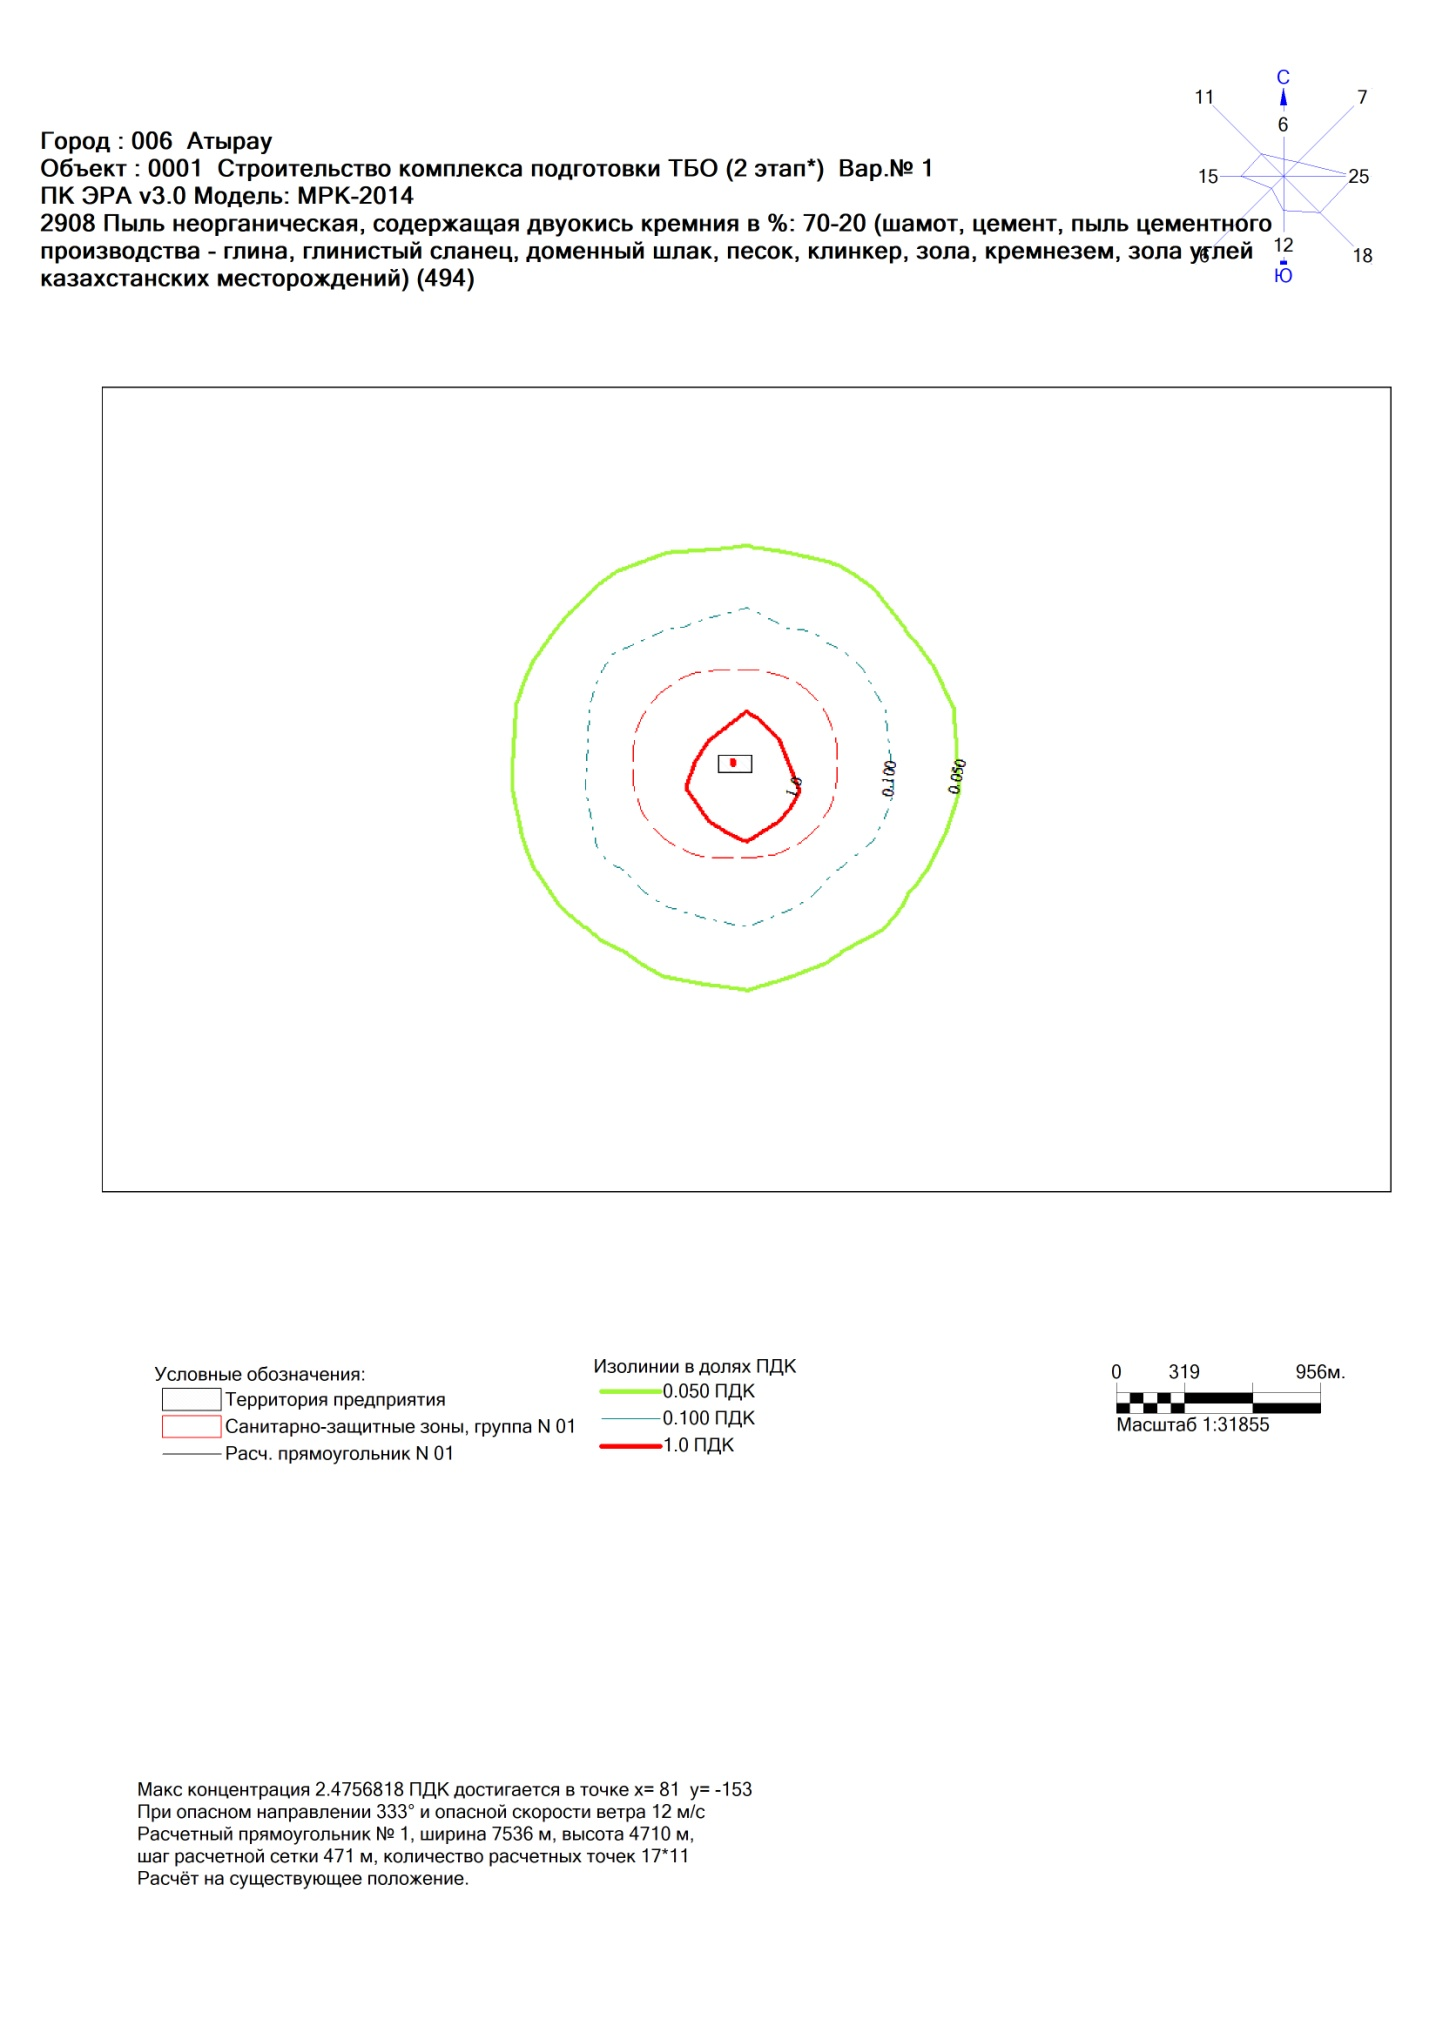 С
11
7
6
15
25
12
6
18
Ю
Город : 006 Атырау
Объект : 0001 Строительство комплекса подготовки ТБО (2 этап*) Вар.№ 1
ПК ЭРА v3.0 Модель: МРК-2014
2908 Пыль неорганическая, содержащая двуокись кремния в %: 70-20 (шамот, цемент, пыль цементного
производства - глина, глинистый сланец, доменный шлак, песок, клинкер, зола, кремнезем, зола углей
казахстанских месторождений) (494)
1.0
0.100
0.050
Условные обозначения:
Территория предприятия
Санитарно-защитные зоны, группа N 01
Расч. прямоугольник N 01
Изолинии в долях ПДК
0.050 ПДК
0.100 ПДК
1.0 ПДК
0 319 956м.
Масштаб 1:31855
Макс концентрация 2.4756818 ПДК достигается в точке x= 81 y= -153
При опасном направлении 333° и опасной скорости ветра 12 м/с
Расчетный прямоугольник № 1, ширина 7536 м, высота 4710 м,
шаг расчетной сетки 471 м, количество расчетных точек 17*11
Расчёт на существующее положение.